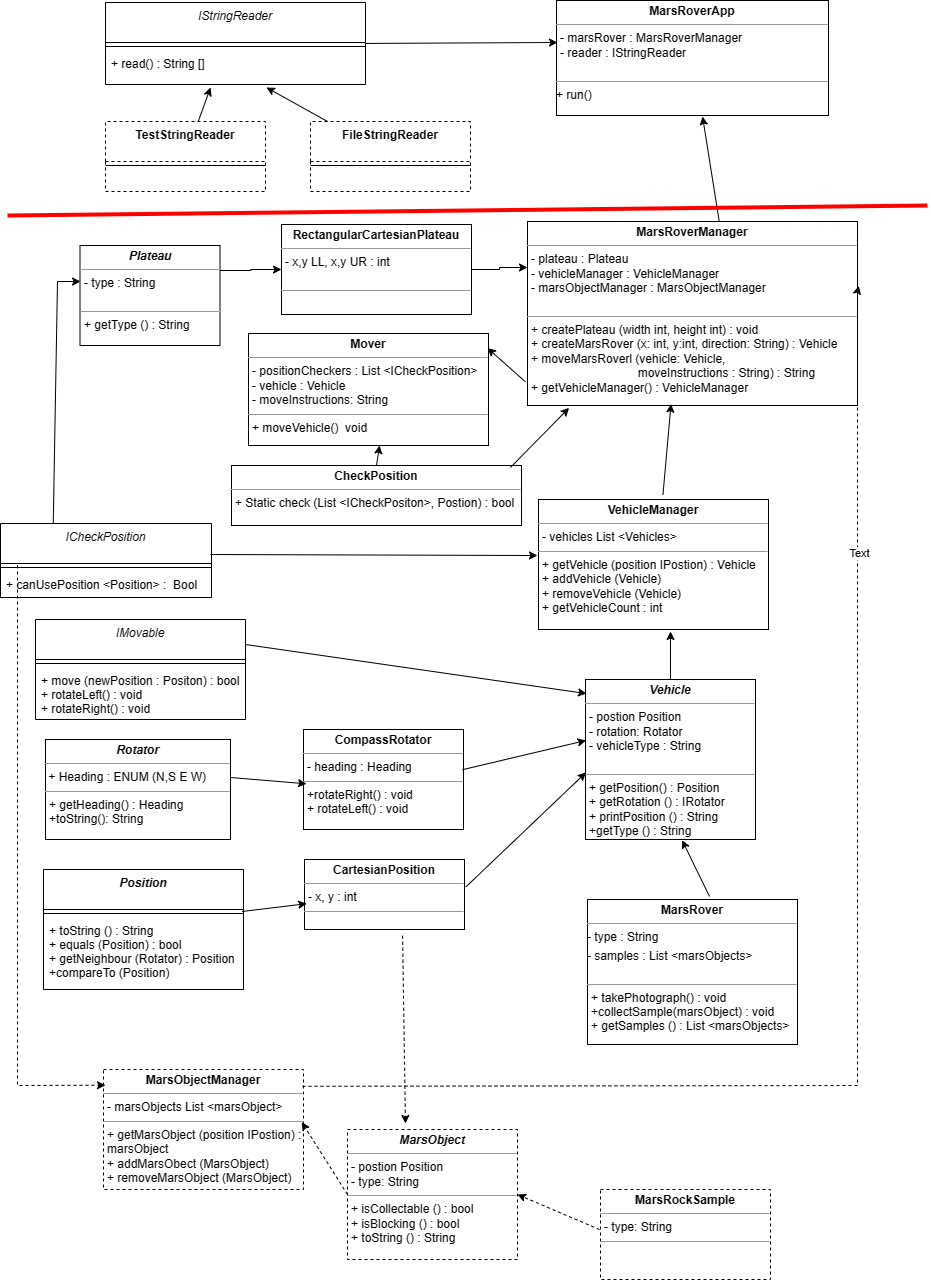 IStringReader
+ read() : String []
MarsRoverApp
- marsRover : MarsRoverManager
- reader : IStringReader
+ run()
TestStringReader
FileStringReader
Plateau
- type : String
+ getType () : String
RectangularCartesianPlateau
- x,y LL, x,y UR : int
MarsRoverManager
- plateau : Plateau
- vehicleManager : VehicleManager
- marsObjectManager : MarsObjectManager
+ createPlateau (width int, height int) : void
+ createMarsRover (x: int, y:int, direction: String) : Vehicle
+ moveMarsRoverl (vehicle: Vehicle,
moveInstructions : String) : String
+ getVehicleManager() : VehicleManager
Mover
- positionCheckers : List <ICheckPosition>
- vehicle : Vehicle
- moveInstructions: String
+ moveVehicle()  void
CheckPosition
+ Static check (List <ICheckPositon>, Postion) : bool
ICheckPosition
+ canUsePosition <Position> :  Bool
VehicleManager
- vehicles List <Vehicles>
+ getVehicle (position IPostion) : Vehicle
+ addVehicle (Vehicle)
+ removeVehicle (Vehicle)
+ getVehicleCount : int
Text
IMovable
+ move (newPosition : Positon) : bool
+ rotateLeft() : void
+ rotateRight() : void
Vehicle
- postion Position
- rotation: Rotator
- vehicleType : String
+ getPosition() : Position
+ getRotation () : IRotator
+ printPosition () : String
+getType () : String
Rotator
+ Heading : ENUM (N,S E W)
+ getHeading() : Heading
+toString(): String
CompassRotator
- heading : Heading
+rotateRight() : void
+ rotateLeft() : void
Position
+ toString () : String
+ equals (Position) : bool
+ getNeighbour (Rotator) : Position
+compareTo (Position)
CartesianPosition
- x, y : int
MarsRover
- type : String
- samples : List <marsObjects>
+ takePhotograph() : void
+collectSample(marsObject) : void
+ getSamples () : List <marsObjects>
MarsObjectManager
- marsObjects List <marsObject>
+ getMarsObject (position IPostion) :
marsObject
+ addMarsObect (MarsObject)
+ removeMarsObject (MarsObject)
MarsObject
- postion Position
- type: String
+ isCollectable () : bool
+ isBlocking () : bool
+ toString () : String
MarsRockSample
- type: String